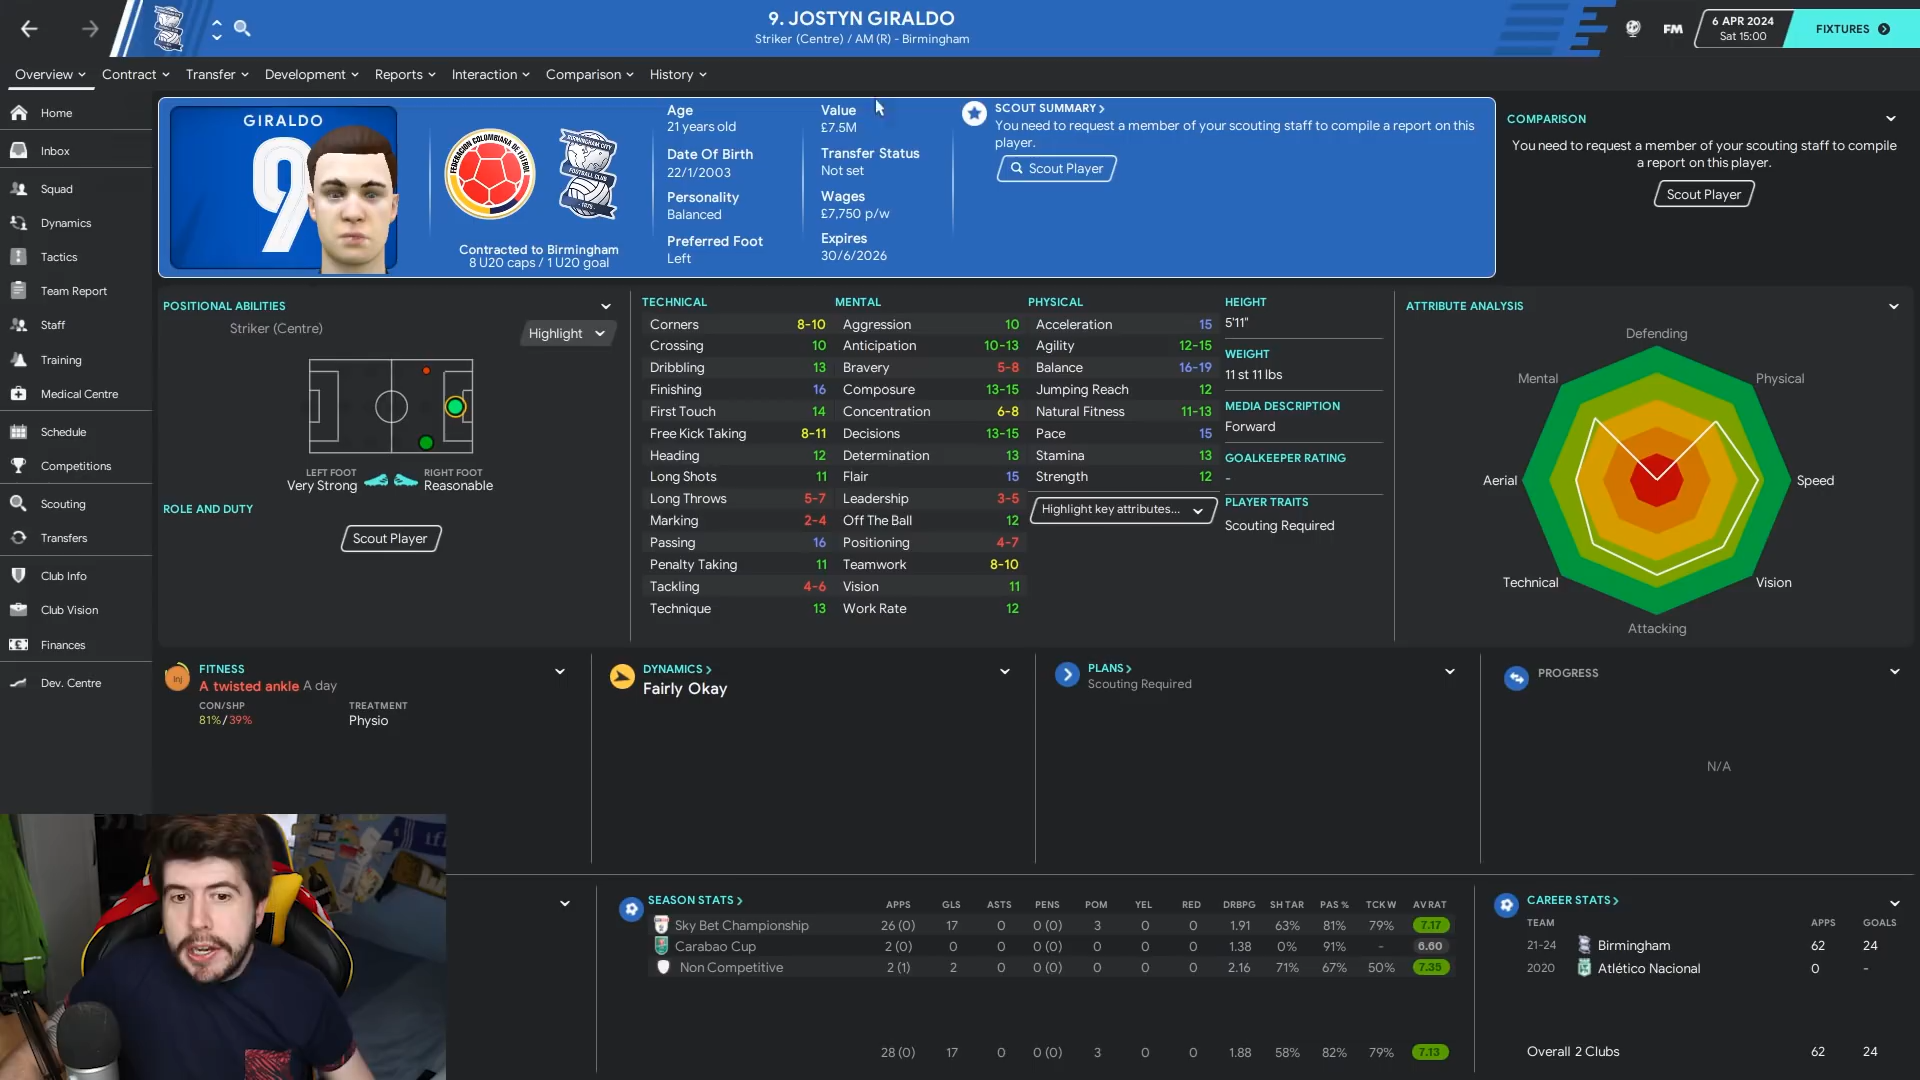 9. JOSTYN GIRALDO
Striker (Centre) / AM (R) - Birmingham
FM
6 APR 2024
Sat 15:00
FIXTURES
Overview
Contract
Transfer
Development
Reports
Interaction
Comparison
History
Home
Inbox
Squad
Dynamics
Tactics
Team Report
Staff
Training
Medical Centre
Schedule
Competitions
Scouting
Transfers
Club Info
Club Vision
Finances
Dev. Centre
GIRALDO
9
FEDERACION COLOMBIANA DE FUTBOL
BIRMINGHAM CITY
FOOTBALL CLUB
1875
Contracted to Birmingham
8 U20 caps / 1 U20 goal
Age
21 years old
Date Of Birth
22/1/2003
Personality
Balanced
Preferred Foot
Left
Value
£7.5M
Transfer Status
Not set
Wages
£7,750 p/w
Expires
30/6/2026
SCOUT SUMMARY >
You need to request a member of your scouting staff to compile a report on this
player.
Scout Player
COMPARISON
You need to request a member of your scouting staff to compile
a report on this player.
Scout Player
POSITIONAL ABILITIES
Striker (Centre)
Highlight
LEFT FOOT
Very Strong
RIGHT FOOT
Reasonable
ROLE AND DUTY
Scout Player
TECHNICAL
Corners 8-10
Crossing 10
Dribbling 13
Finishing 16
First Touch 14
Free Kick Taking 8-11
Heading 12
Long Shots 11
Long Throws 5-7
Marking 2-4
Passing 16
Penalty Taking 11
Tackling 4-6
Technique 13
MENTAL
Aggression 10
Anticipation 10-13
Bravery 5-8
Composure 13-15
Concentration 6-8
Decisions 13-15
Determination 13
Flair 15
Leadership 3-5
Off The Ball 12
Positioning 4-7
Teamwork 8-10
Vision 11
Work Rate 12
PHYSICAL
Acceleration 15
Agility 12-15
Balance 16-19
Jumping Reach 12
Natural Fitness 11-13
Pace 15
Stamina 13
Strength 12
Highlight key attributes...
HEIGHT
5'11"
WEIGHT
11 st 11 lbs
MEDIA DESCRIPTION
Forward
GOALKEEPER RATING
-
PLAYER TRAITS
Scouting Required
ATTRIBUTE ANALYSIS
Defending
Mental
Physical
Aerial
Speed
Technical
Vision
Attacking
FITNESS
Inj
A twisted ankle A day
CON/SHP
81% / 39%
TREATMENT
Physio
DYNAMICS >
Fairly Okay
PLANS >
Scouting Required
PROGRESS
N/A
SEASON STATS > APPS GLS ASTS PENS POM YEL RED DRBPG SH TAR PAS % TCK W AV RAT
Sky Bet Championship 26 (0) 17 0 0 (0) 3 0 0 1.91 63% 81% 79% 7.17
Carabao Cup 2 (0) 0 0 0 (0) 0 0 0 1.38 0% 91% - 6.60
Non Competitive 2 (1) 2 0 0 (0) 0 0 0 2.16 71% 67% 50% 7.35
28 (0) 17 0 0 (0) 3 0 0 1.88 58% 82% 79% 7.13
CAREER STATS >
TEAM APPS GOALS
21-24 Birmingham 62 24
2020 Atlético Nacional 0 -
Overall 2 Clubs 62 24